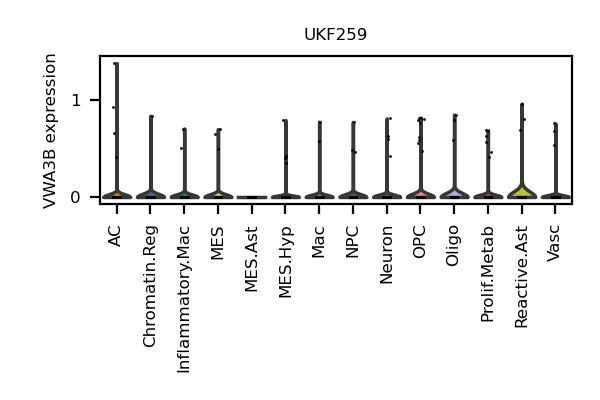 UKF259
VWA3B expression
1
0
AC
Chromatin.Reg
Inflammatory.Mac
MES
MES.Ast
MES.Hyp
Mac
NPC
Neuron
OPC
Oligo
Prolif.Metab
Reactive.Ast
Vasc